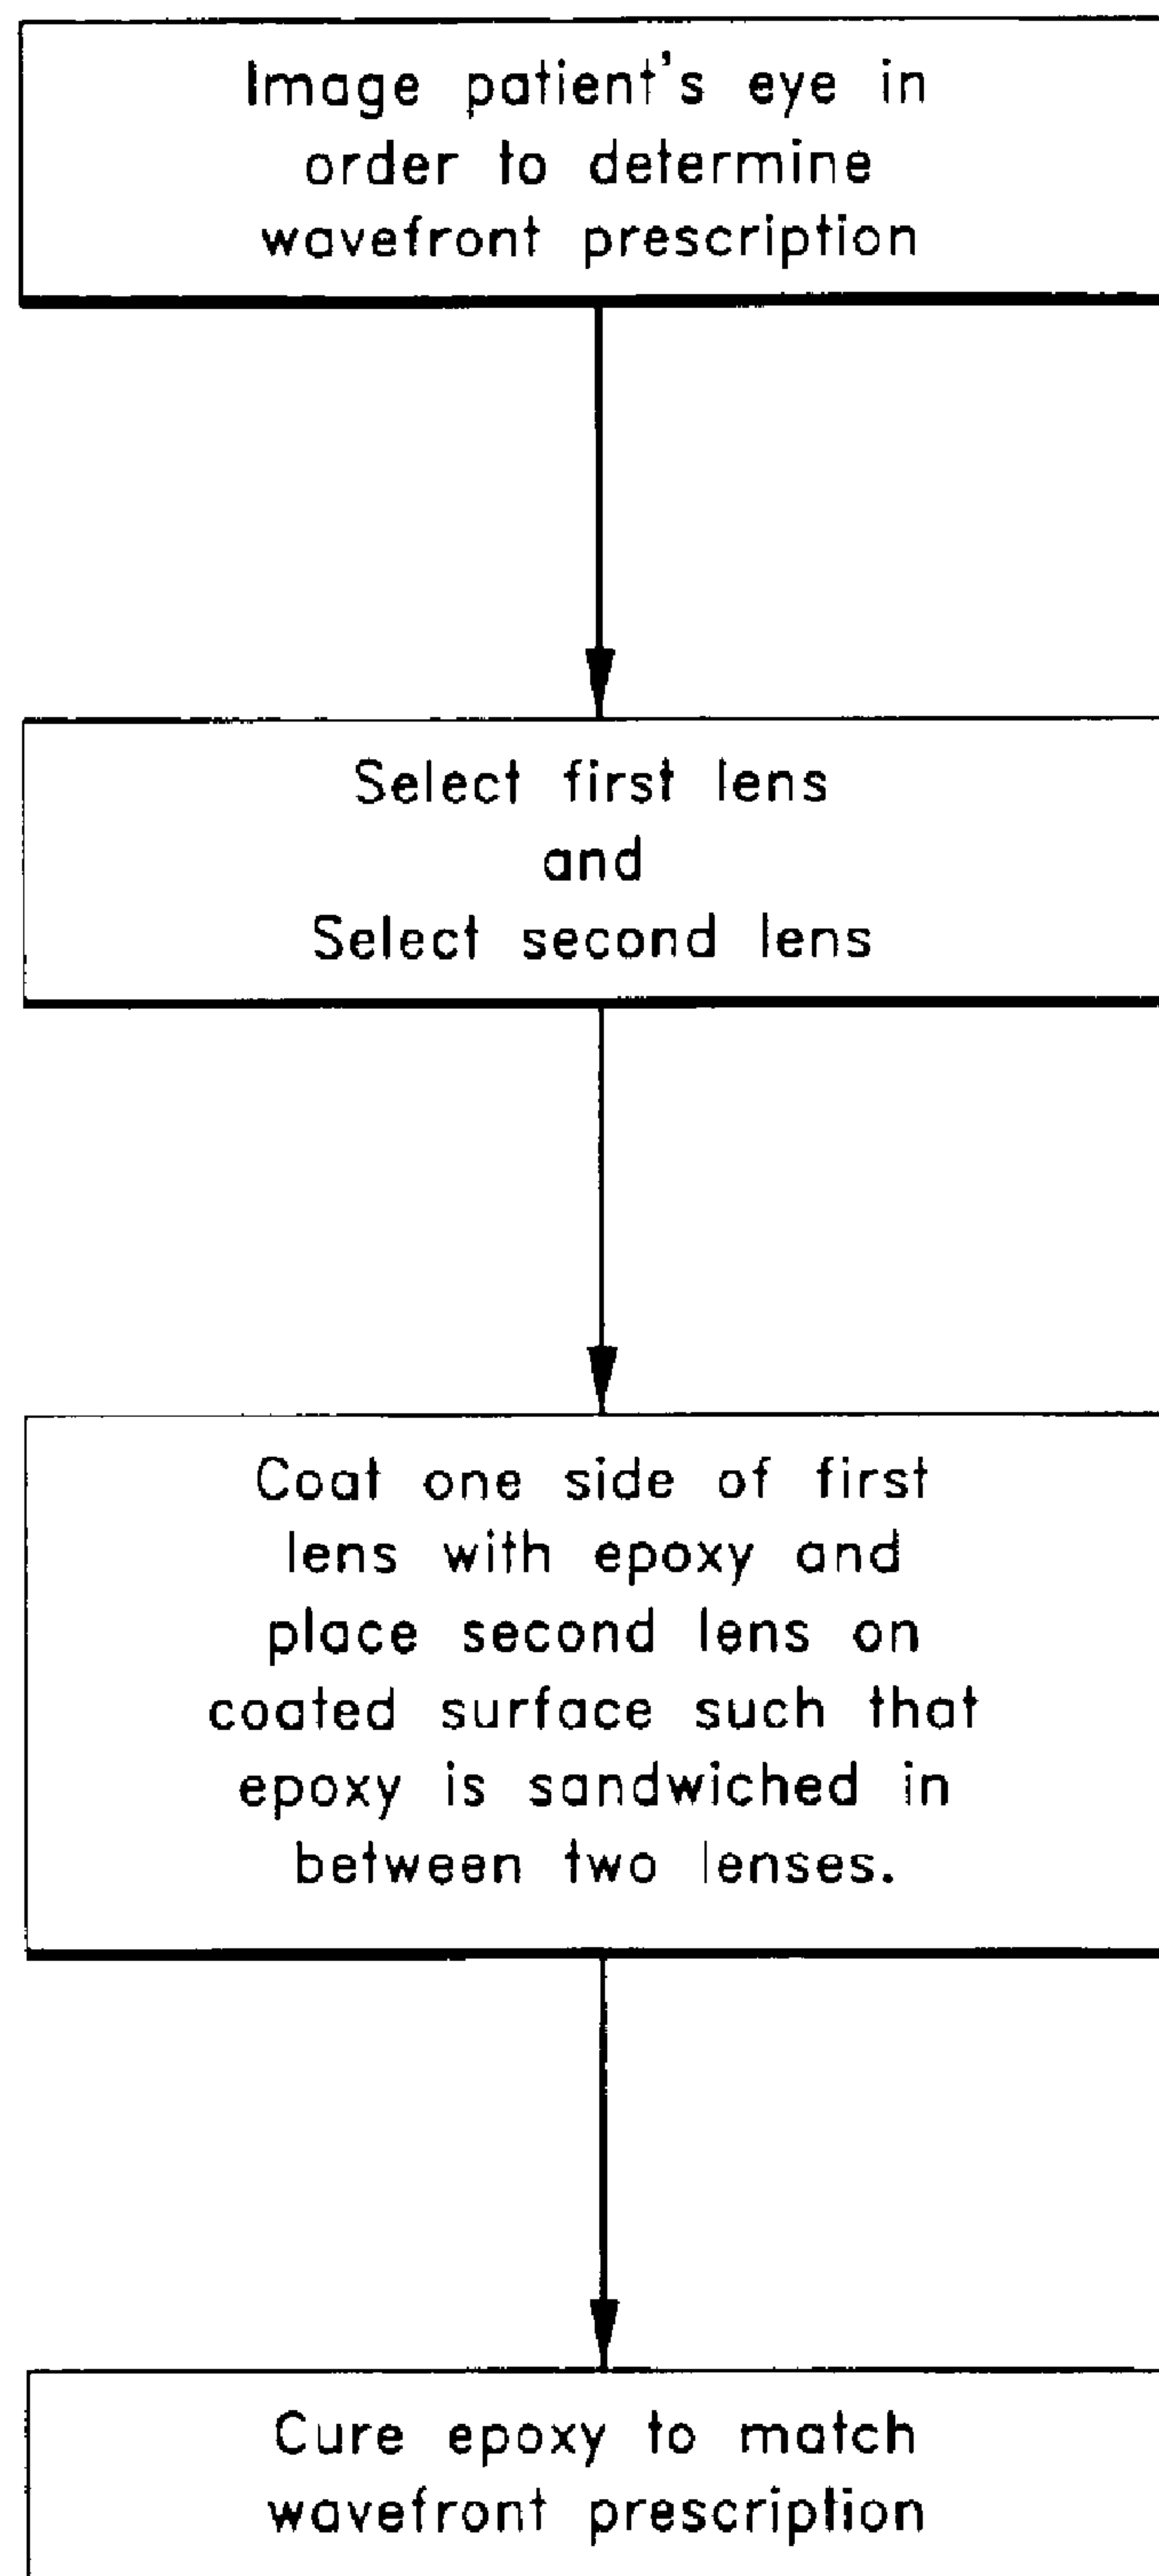 Image patient's eye in
order to determine
wavefront prescription
Select first lens
and
Select second lens
Coat one side of first
lens with epoxy and
place second lens on
coated surface such that
epoxy is sandwiched in
between two lenses.
Cure epoxy to match
wavefront prescription